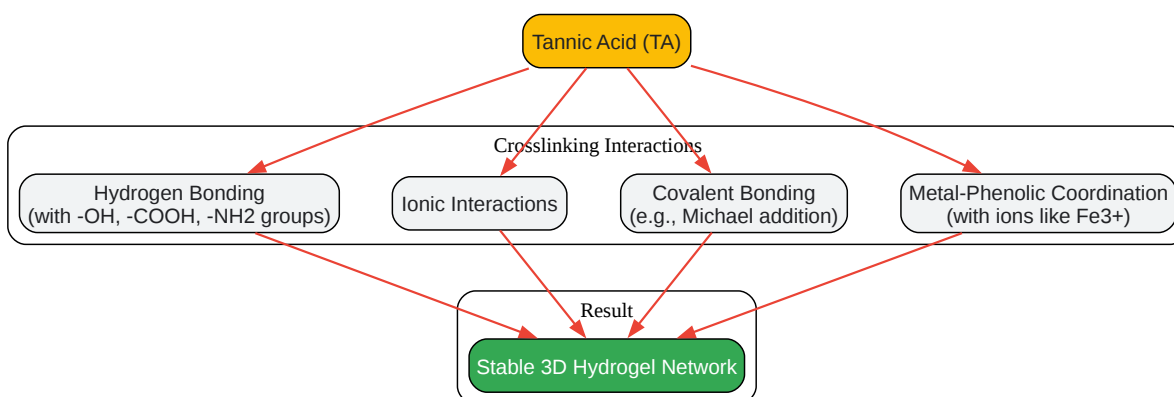 Tannic Acid (TA)
Crosslinking Interactions
Hydrogen Bonding
(with -OH, -COOH, -NH2 groups)
Ionic Interactions
Covalent Bonding
(e.g., Michael addition)
Metal-Phenolic Coordination
(with ions like Fe3+)
Result
Stable 3D Hydrogel Network